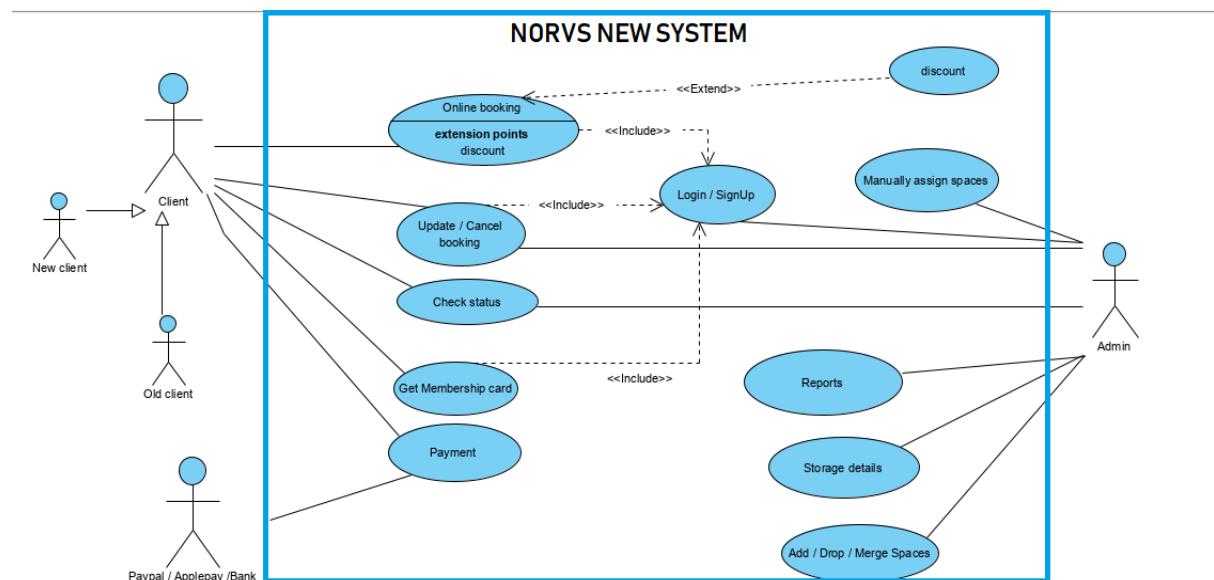 NORVS NEW SYSTEM
discount
<<Extend>>
Online booking
extension points
discount
<<Include>>
Manually assign spaces
Login / SignUp
Client
<<Include>>
Update / Cancel
booking
New client
Check status
Admin
<<Include>>
Reports
Get Membership card
Old client
Payment
Storage details
Add / Drop / Merge Spaces
Paypal / Applepay /Bank